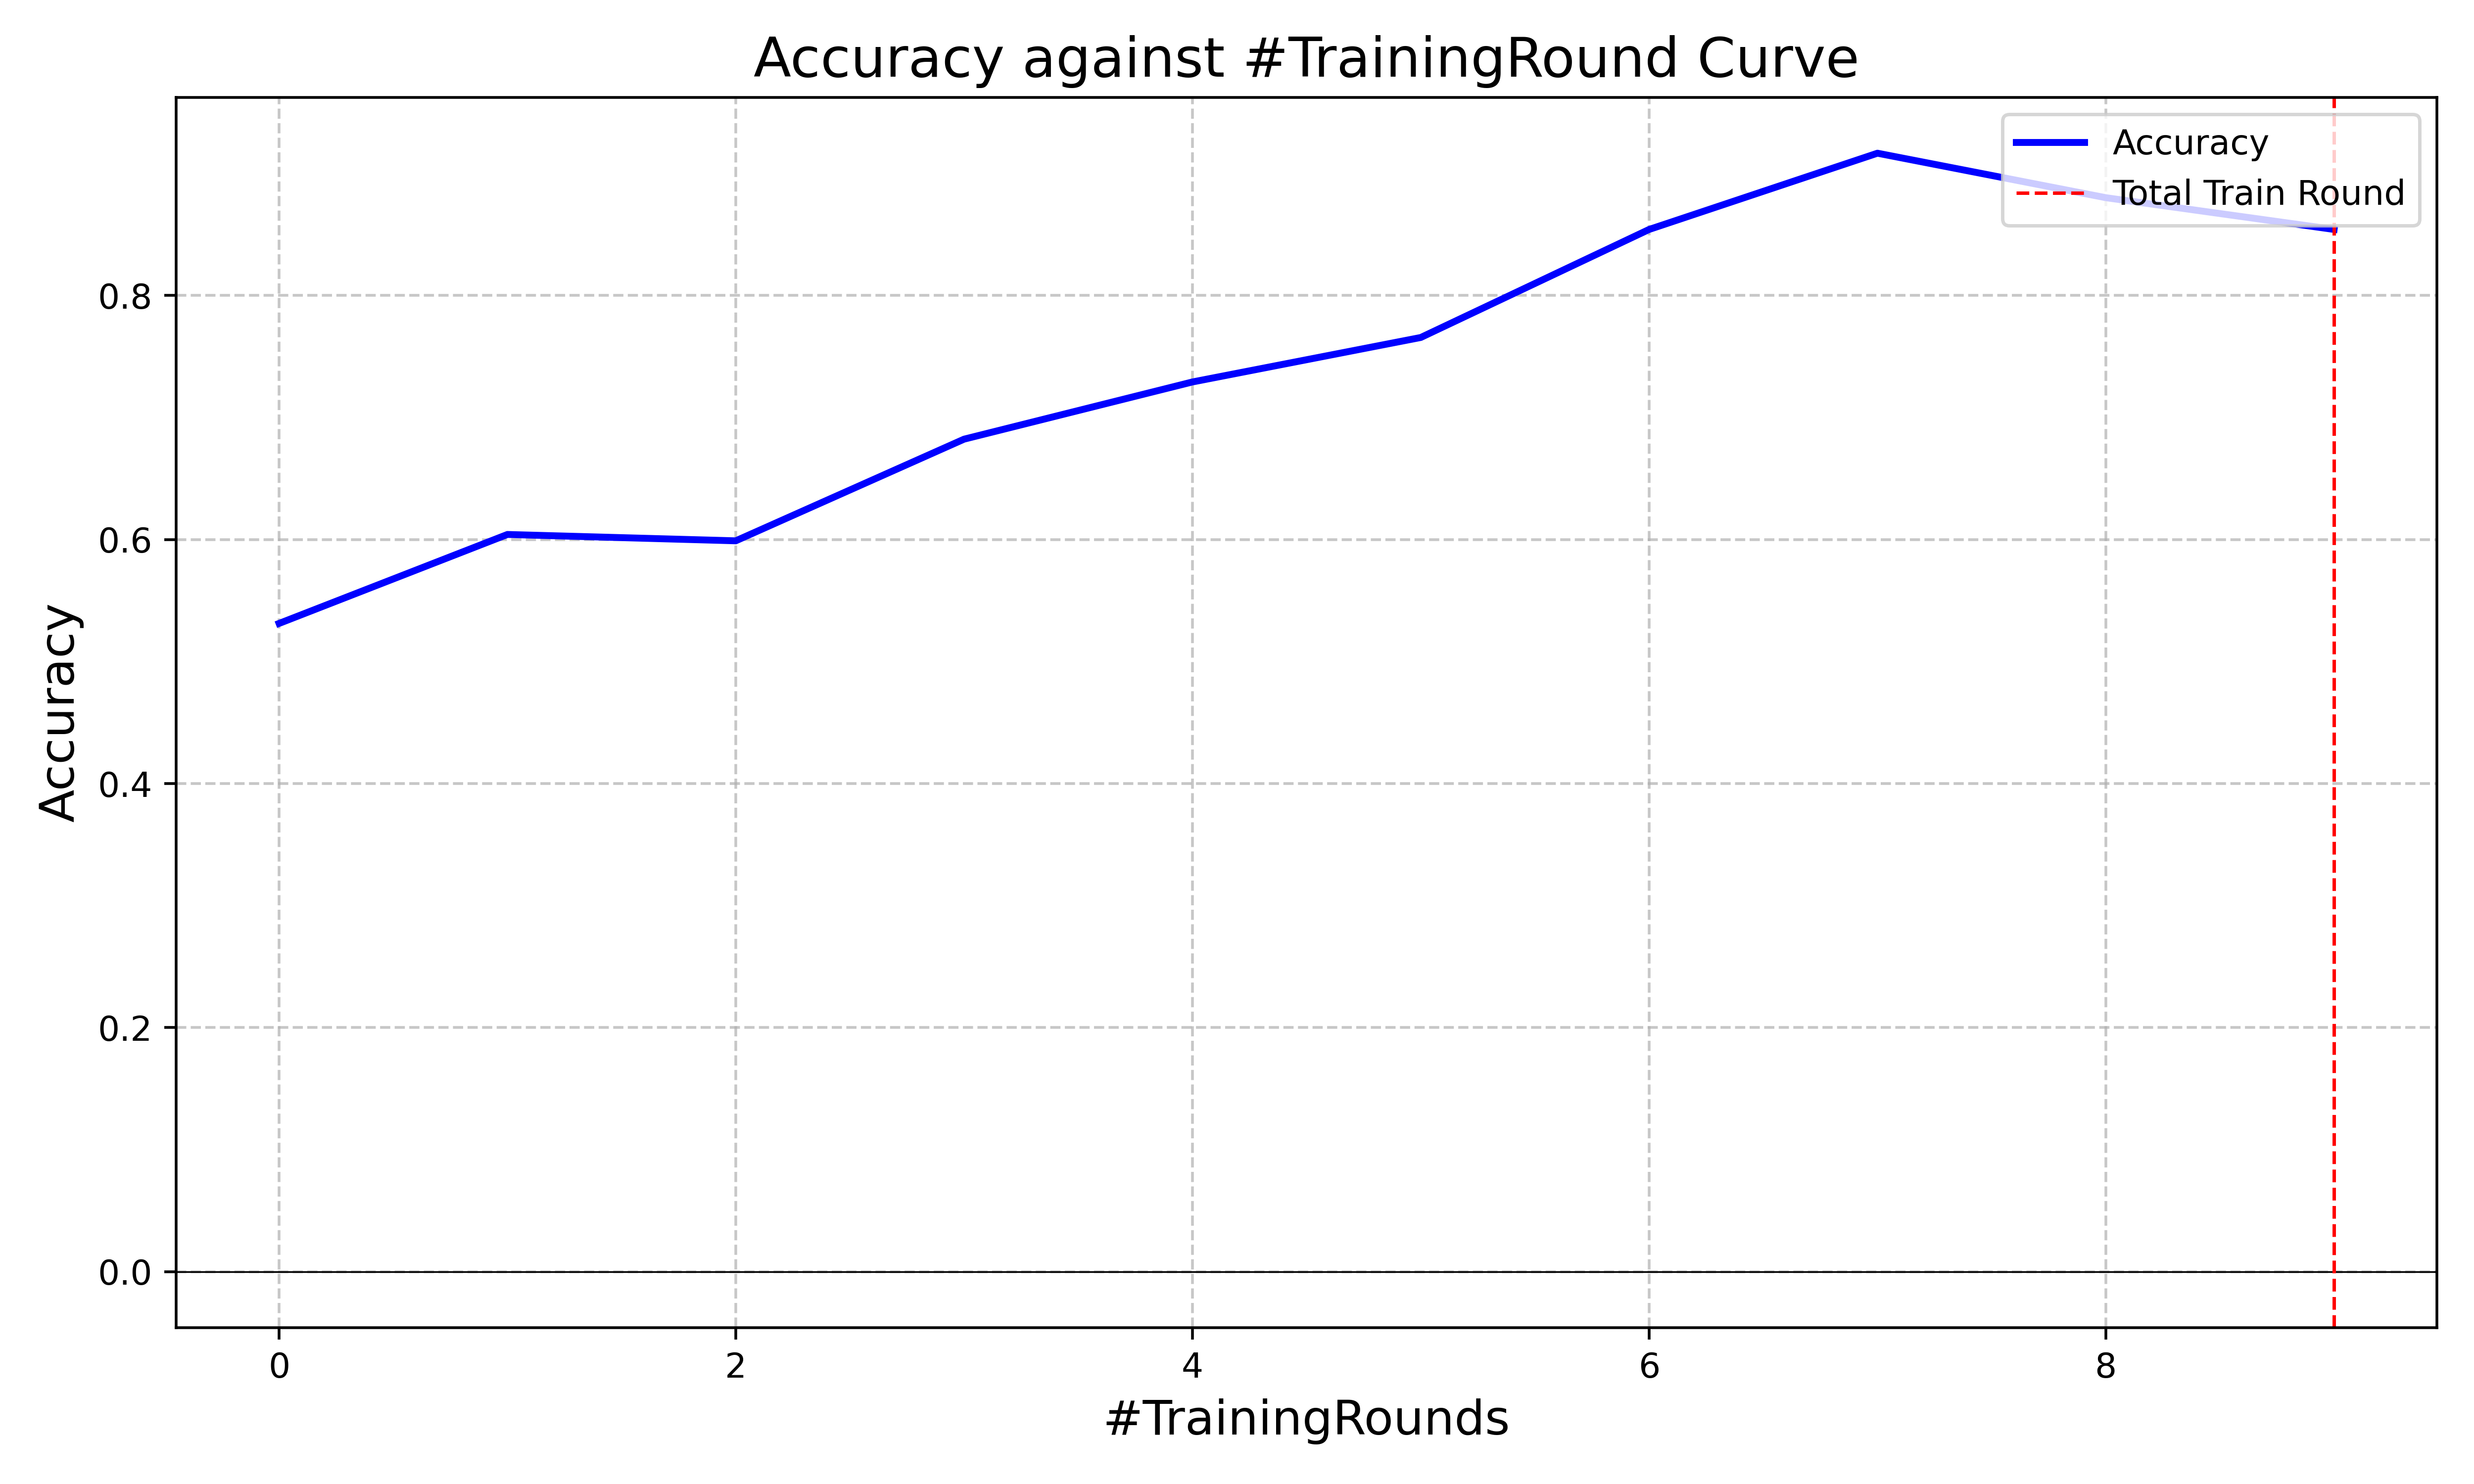 Accuracy against #TrainingRound Curve
Accuracy
Total Train Round
Accuracy
0.8
0.6
0.4
0.2
0.0
0 2 4 6 8
#TrainingRounds